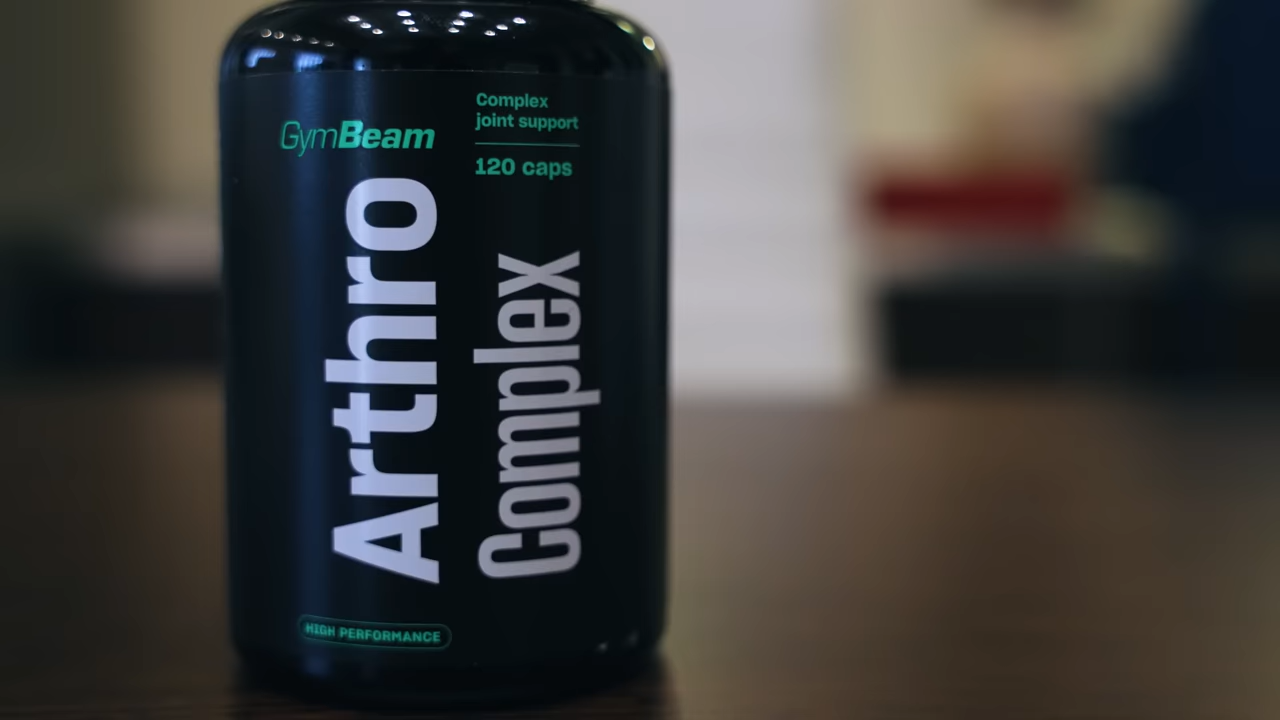 GymBeam
Complex
joint support
120 caps
Arthro
Complex
HIGH PERFORMANCE